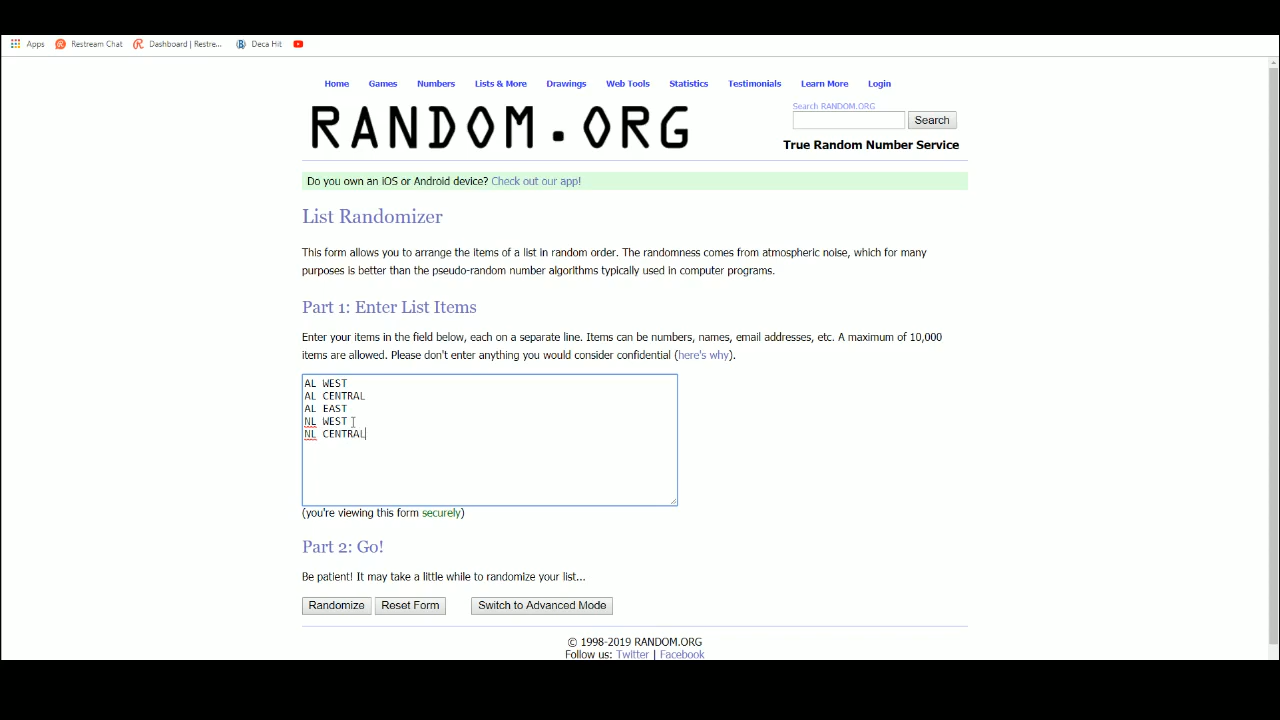 Apps Restream Chat Dashboard | Restre... Deca Hit
Home Games Numbers Lists & More Drawings Web Tools Statistics Testimonials Learn More Login
RANDOM.ORG
Search RANDOM.ORG
Search
True Random Number Service
Do you own an iOS or Android device? Check out our app!
List Randomizer
This form allows you to arrange the items of a list in random order. The randomness comes from atmospheric noise, which for many
purposes is better than the pseudo-random number algorithms typically used in computer programs.
Part 1: Enter List Items
Enter your items in the field below, each on a separate line. Items can be numbers, names, email addresses, etc. A maximum of 10,000
items are allowed. Please don't enter anything you would consider confidential (here's why).
AL WEST
AL CENTRAL
AL EAST
NL WEST
NL CENTRAL
(you're viewing this form securely)
Part 2: Go!
Be patient! It may take a little while to randomize your list...
Randomize Reset Form Switch to Advanced Mode
© 1998-2019 RANDOM.ORG
Follow us: Twitter | Facebook